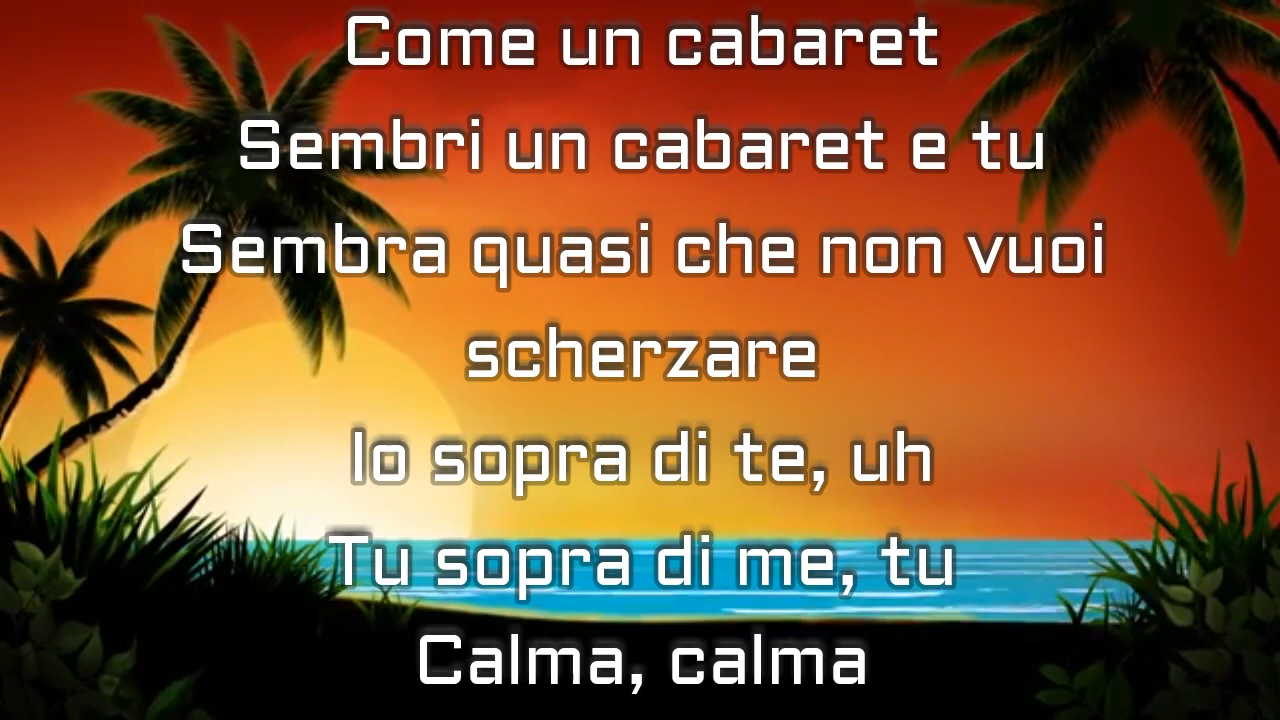 Come un cabaret
Sembri un cabaret e tu
Sembra quasi che non vuoi
scherzare
Io sopra di te, uh
Tu sopra di me, tu
Calma, calma